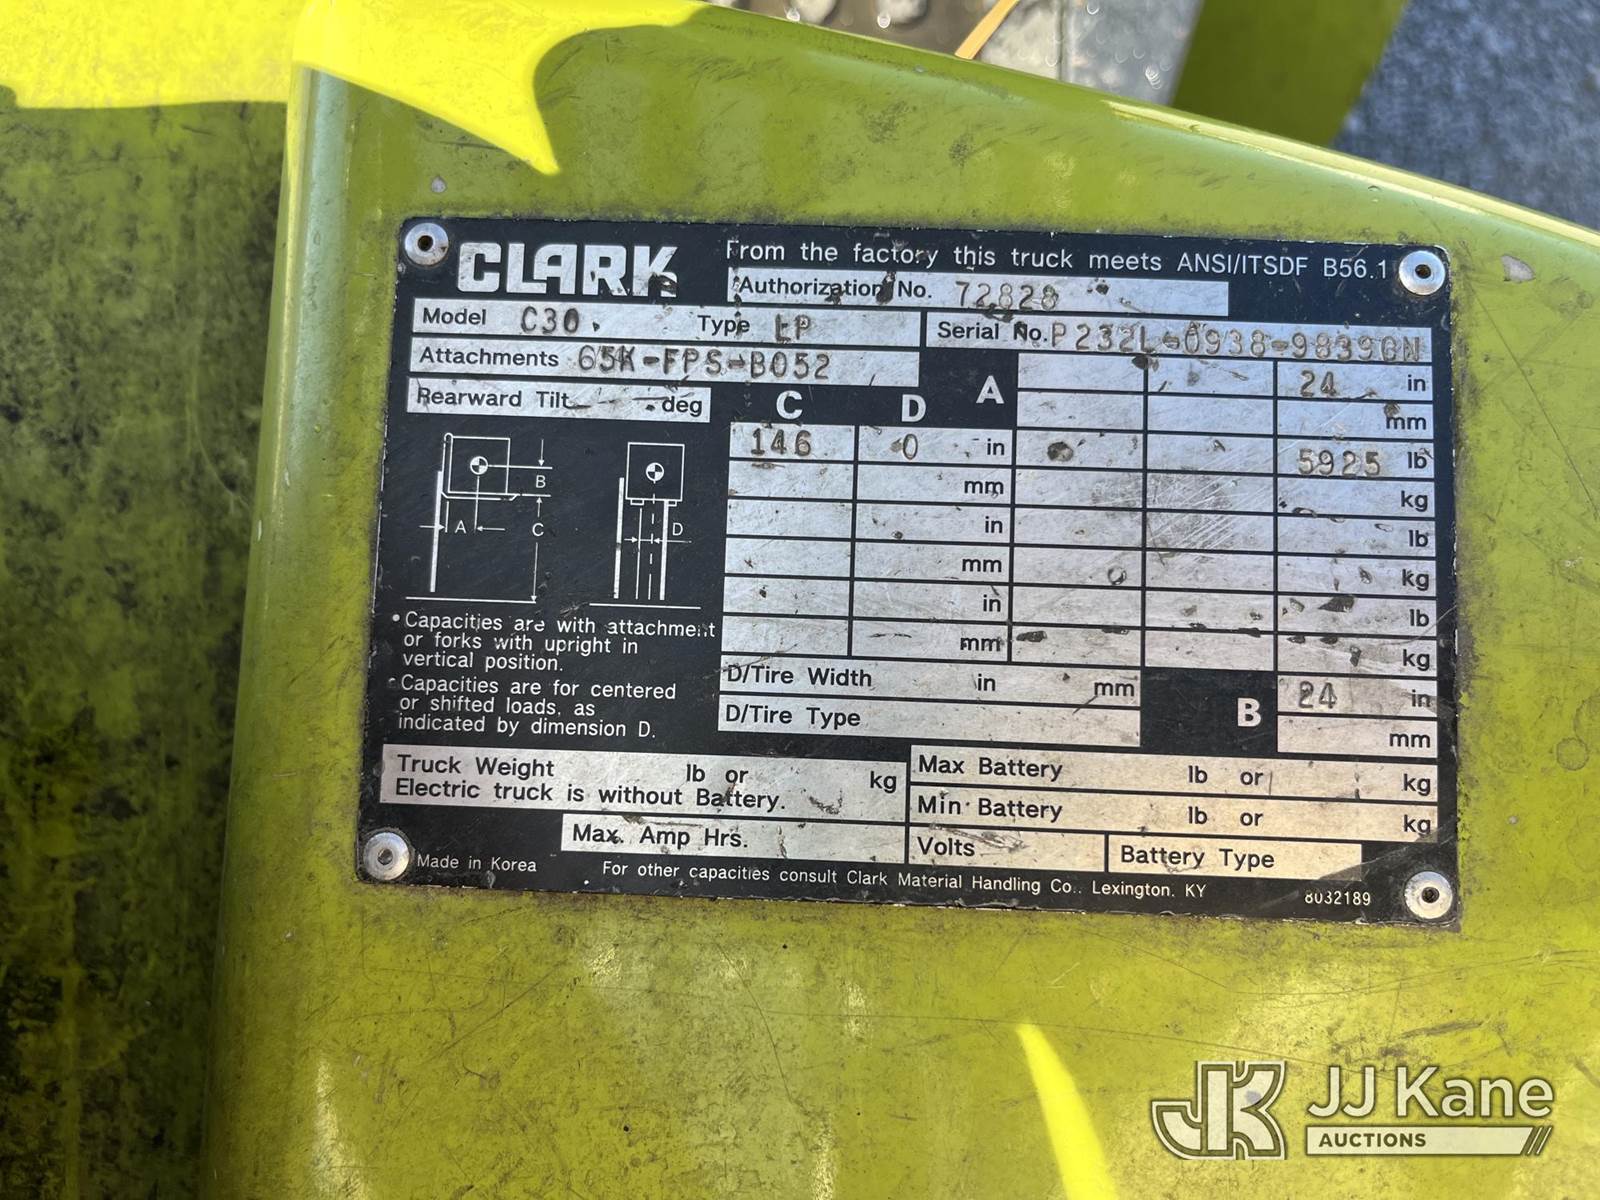 CLARK
From the factory this truck meets ANSI/ITSDF B56.1
Authorization No. 72828
Model C30 Type LP
Serial No. P232L-0938-9839GN
Attachments 65K-FPS-B052
Rearward Tilt deg
C D A
24 in
mm
146 0 in 5925 lb
mm kg
in lb
mm kg
in lb
mm kg
A B C D
• Capacities are with attachment
or forks with upright in
vertical position.
• Capacities are for centered
or shifted loads, as
indicated by dimension D.
D/Tire Width in mm
D/Tire Type
B 24 in
mm
Truck Weight lb or kg
Electric truck is without Battery.
Max Battery lb or kg
Min Battery lb or kg
Max. Amp Hrs.
Volts
Battery Type
Made in Korea
For other capacities consult Clark Material Handling Co., Lexington, KY
8032189
JK
JJ Kane
AUCTIONS